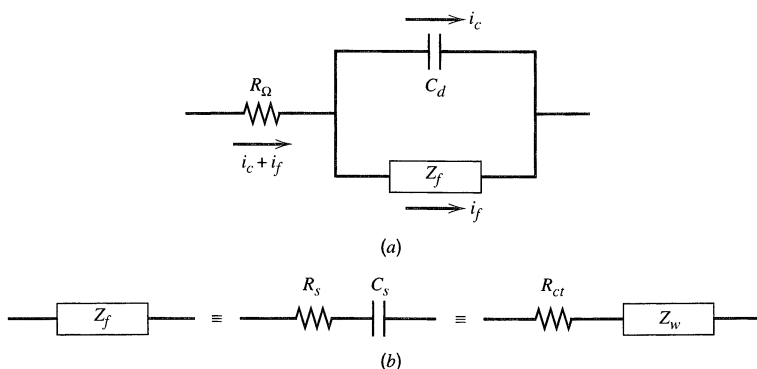 i_c
R_Ω
C_d
i_c + i_f
Z_f
i_f
(a)
Z_f ≡ R_s C_s ≡ R_ct Z_w
(b)